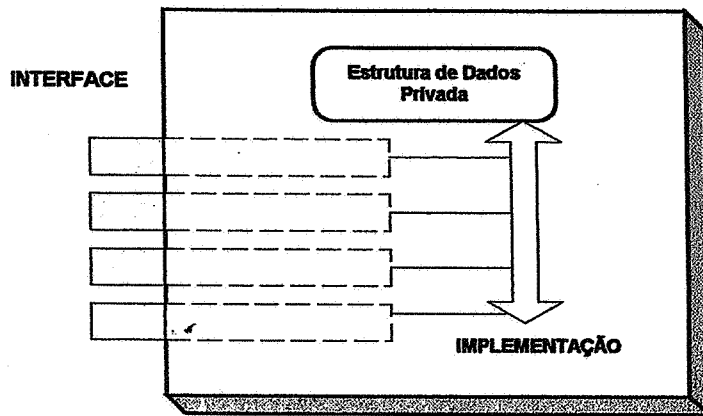 INTERFACE
Estrutura de Dados
Privada
IMPLEMENTAÇÃO